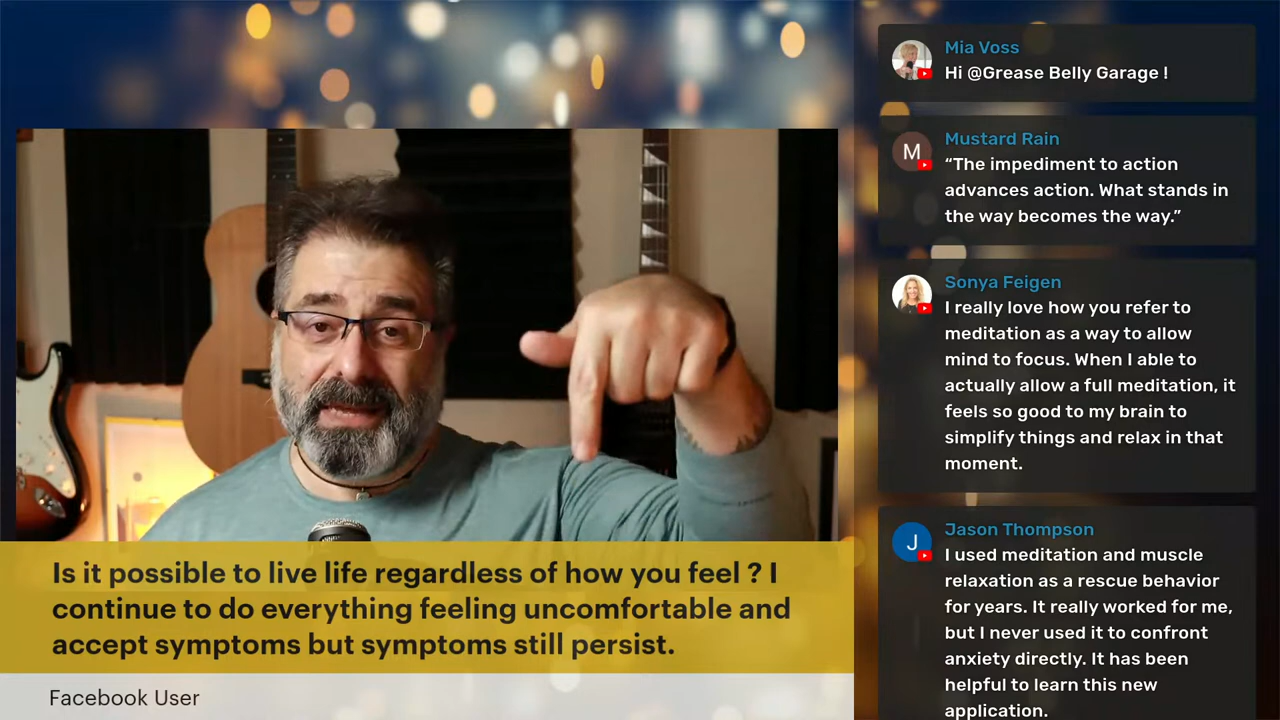 Is it possible to live life regardless of how you feel ? I
continue to do everything feeling uncomfortable and
accept symptoms but symptoms still persist.
Facebook User
Mia Voss
Hi @Grease Belly Garage !
M
Mustard Rain
“The impediment to action
advances action. What stands in
the way becomes the way.”
Sonya Feigen
I really love how you refer to
meditation as a way to allow
mind to focus. When I able to
actually allow a full meditation, it
feels so good to my brain to
simplify things and relax in that
moment.
J
Jason Thompson
I used meditation and muscle
relaxation as a rescue behavior
for years. It really worked for me,
but I never used it to confront
anxiety directly. It has been
helpful to learn this new
application.